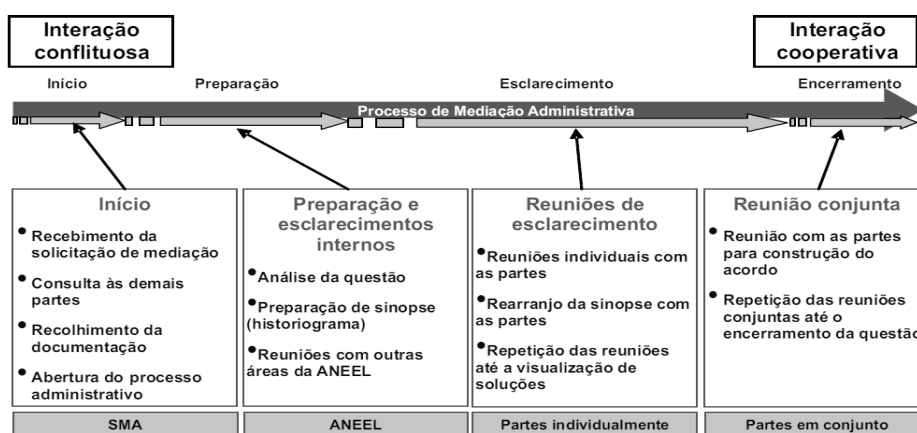 Interação
conflituosa
Interação
cooperativa
Início
Preparação
Esclarecimento
Encerramento
Processo de Mediação Administrativa
Início
• Recebimento da
solicitação de mediação
• Consulta às demais
partes
• Recolhimento da
documentação
• Abertura do processo
administrativo
SMA
Preparação e
esclarecimentos
internos
•Análise da questão
•Preparação de sinopse
(historiograma)
•Reuniões com outras
áreas da ANEEL
ANEEL
Reuniões de
esclarecimento
•Reuniões individuais com
as partes
•Rearranjo da sinopse com
as partes
•Repetição das reuniões
até a visualização de
soluções
Partes individualmente
Reunião conjunta
• Reunião com as partes
para construção do
acordo
• Repetição das reuniões
conjuntas até o
encerramento da questão
Partes em conjunto